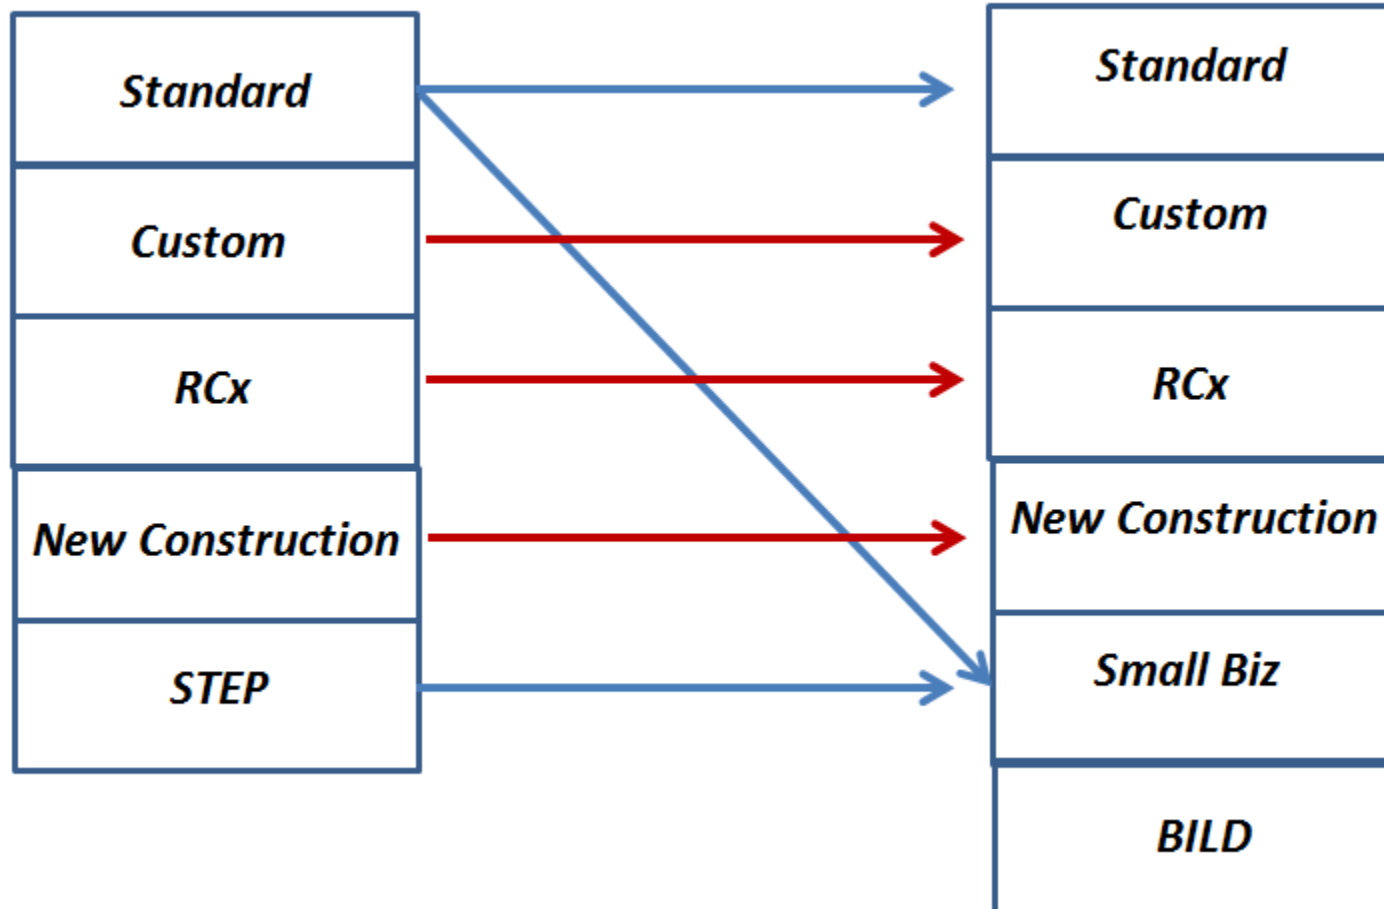 Standard
Custom
RCx
New Construction
STEP
Standard
Custom
RCx
New Construction
Small Biz
BILD